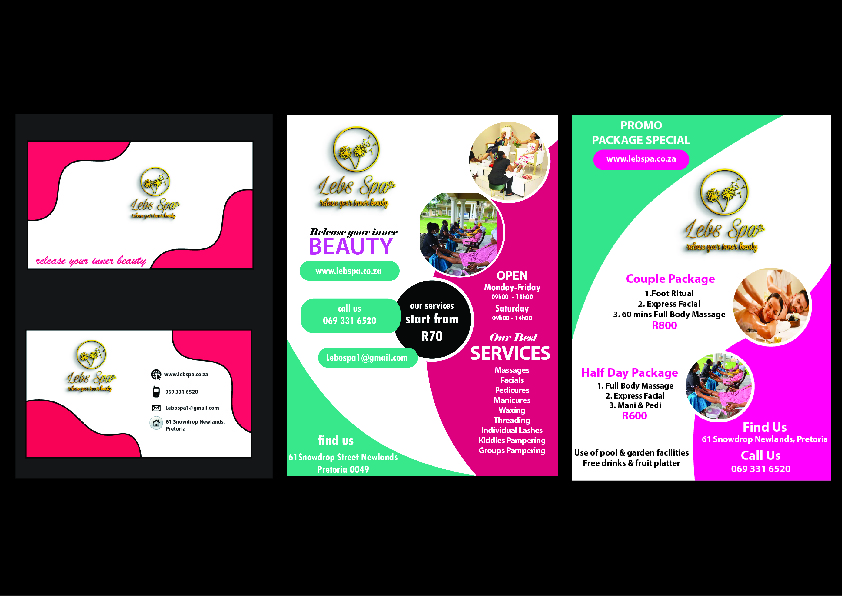 Lebs Spa
release your inner beauty
release your inner beauty
Lebs Spa
release your inner beauty
www.lebspa.co.za
069 331 6520
Lebospa1@gmail.com
61 Snowdrop Newlands,
Pretoria
Lebs Spa
release your inner beauty
Release your inner
BEAUTY
www.lebspa.co.za
call us
069 331 6520
Lebospa1@gmail.com
our services
start from
R70
find us
61 Snowdrop Street Newlands
Pretoria 0049
OPEN
Monday-Friday
Saturday
Our Best
SERVICES
Massages
Facials
Pedicures
Manicures
Waxing
Threading
Individual Lashes
Kiddies Pampering
Groups Pampering
PROMO
PACKAGE SPECIAL
www.lebspa.co.za
Lebs Spa
release your inner beauty
Couple Package
1.Foot Ritual
2. Express Facial
3. 60 mins Full Body Massage
R800
Half Day Package
1. Full Body Massage
2. Express Facial
3. Mani & Pedi
R600
Use of pool & garden facilities
Free drinks & fruit platter
Find Us
61 Snowdrop Newlands, Pretoria
Call Us
069 331 6520